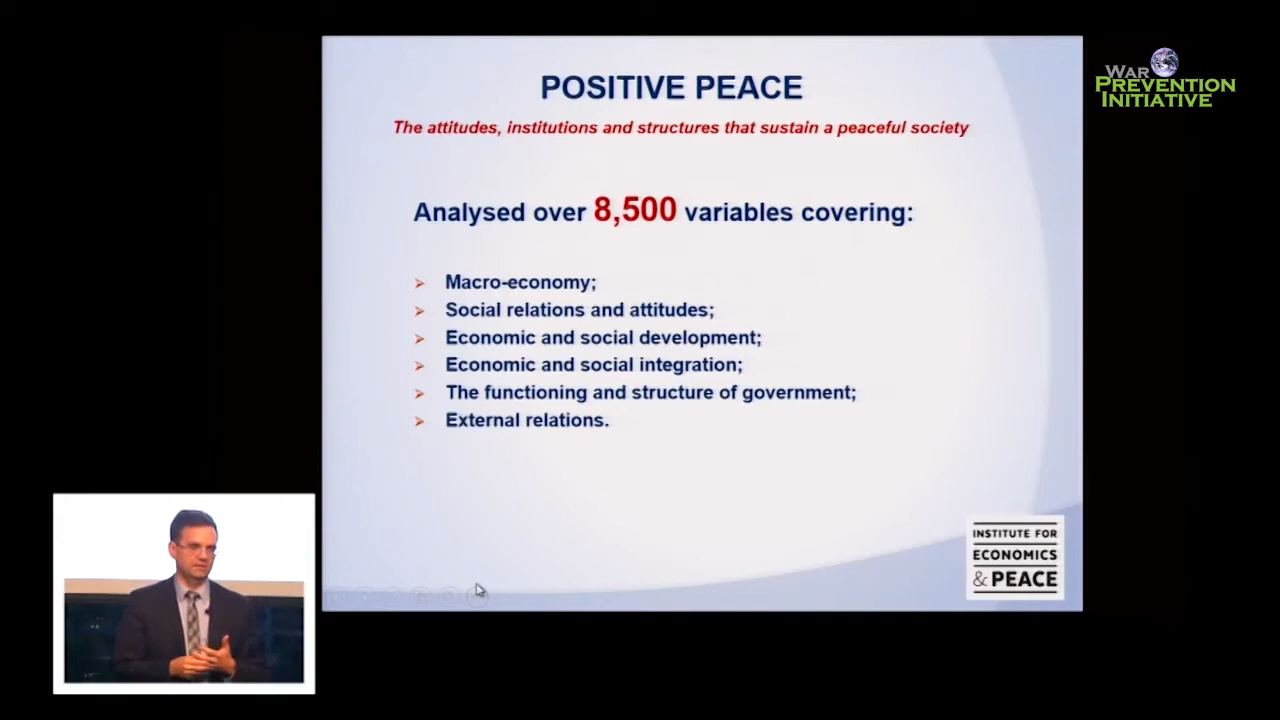 POSITIVE PEACE
The attitudes, institutions and structures that sustain a peaceful society
Analysed over 8,500 variables covering:
Macro-economy;
Social relations and attitudes;
Economic and social development;
Economic and social integration;
The functioning and structure of government;
External relations.
INSTITUTE FOR
ECONOMICS
& PEACE
WAR
PREVENTION
INITIATIVE